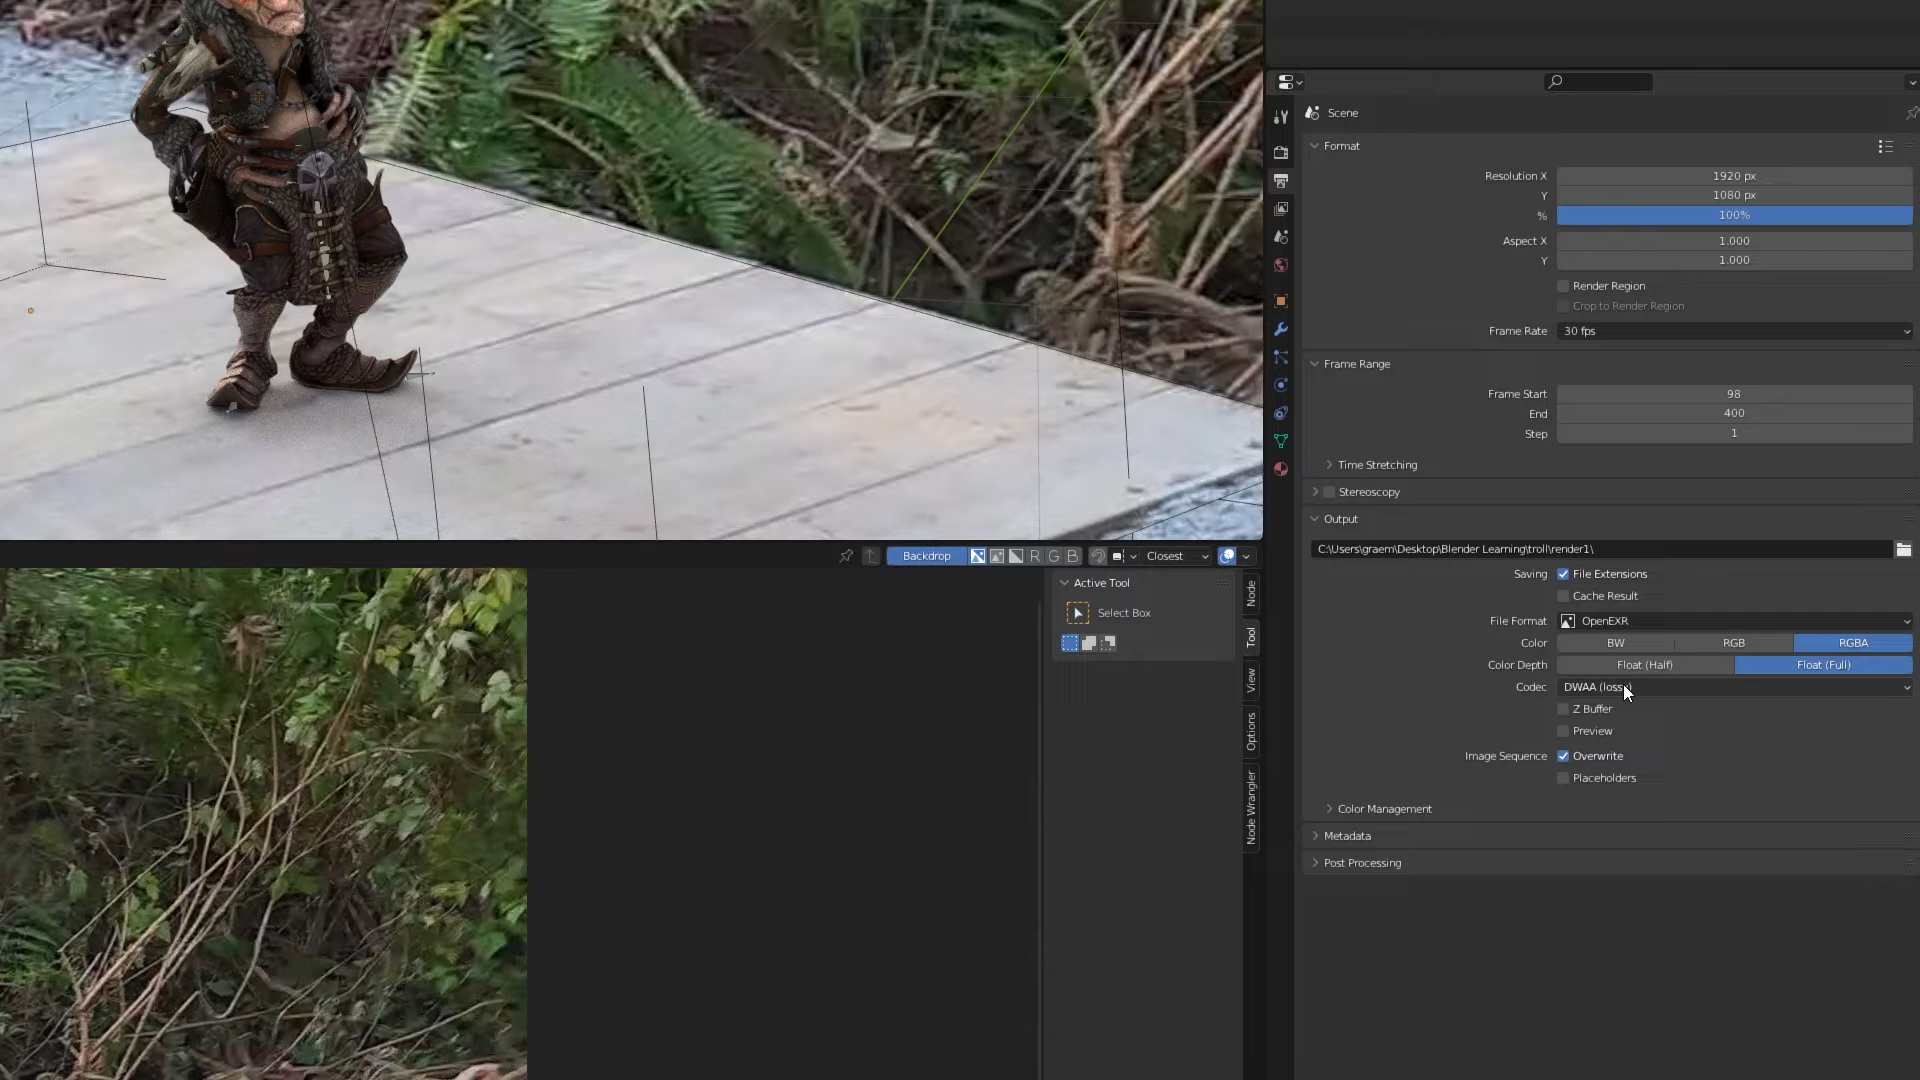 Scene
Format
Resolution X 1920 px
Y 1080 px
% 100%
Aspect X 1.000
Y 1.000
Render Region
Crop to Render Region
Frame Rate 30 fps
Frame Range
Frame Start 98
End 400
Step 1
Time Stretching
Stereoscopy
Output
C:\Users\graem\Desktop\Blender Learning\troll\render1\
Saving File Extensions
Cache Result
File Format OpenEXR
Color BW RGB RGBA
Color Depth Float (Half) Float (Full)
Codec DWAA (lossy)
Z Buffer
Preview
Image Sequence Overwrite
Placeholders
Color Management
Metadata
Post Processing
Backdrop R G B Closest
Active Tool
Select Box
Node
Tool
View
Options
Node Wrangler